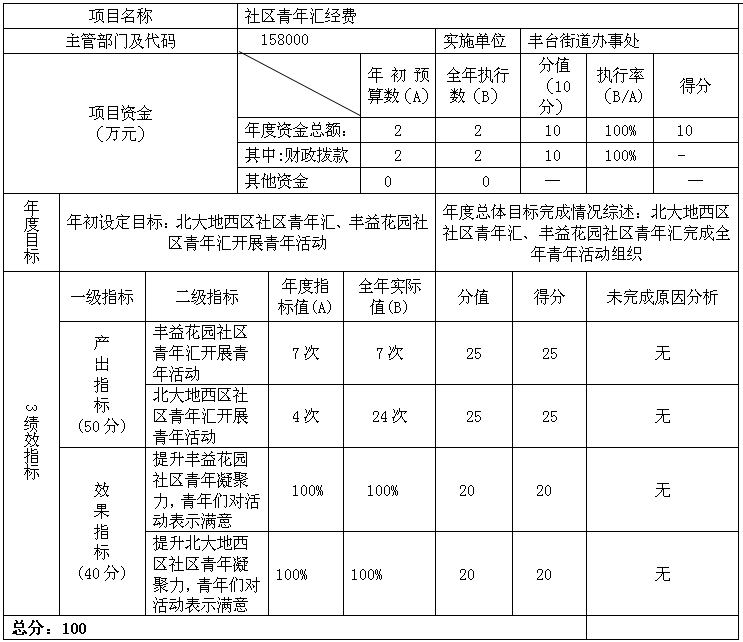 项目名称 社区青年汇经费
主管部门及代码 158000 实施单位 丰台街道办事处
项目资金
（万元）
年初预
算数(A)
全年执行
数（B）
分值
（10
分）
执行率
（B/A）
得分
年度资金总额： 2 2 10 100% 10
其中:财政拨款 2 2 10 100% -
其他资金 0 0 — —
年度目标
年初设定目标：北大地西区社区青年汇、丰益花园社
区青年汇开展青年活动
年度总体目标完成情况综述：北大地西区
社区青年汇、丰益花园社区青年汇完成全
年青年活动组织
3绩效指标
一级指标 二级指标
年度指
标值(A)
全年实际
值(B)
分值 得分 未完成原因分析
产
出
指
标
(50分)
丰益花园社区
青年汇开展青
年活动
7次 7次 25 25 无
北大地西区社
区青年汇开展
青年活动
4次 24次 25 25 无
效
果
指
标
(40分)
提升丰益花园
社区青年凝聚
力，青年们对活
动表示满意
100% 100% 20 20 无
提升北大地西
区社区青年凝
聚力，青年们对
活动表示满意
100% 100% 20 20 无
总分：100